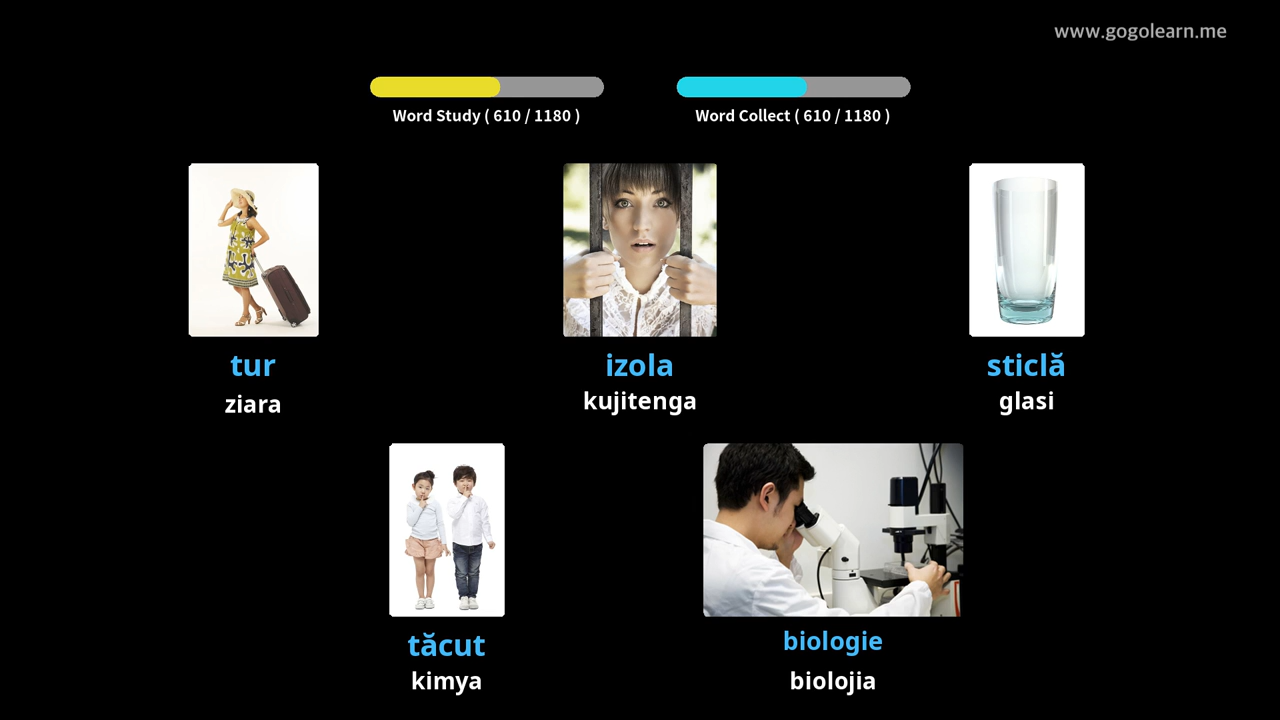 www.gogolearn.me
Word Study ( 610 / 1180 )
Word Collect ( 610 / 1180 )
tur
ziara
izola
kujitenga
sticlă
glasi
tăcut
kimya
biologie
biolojia